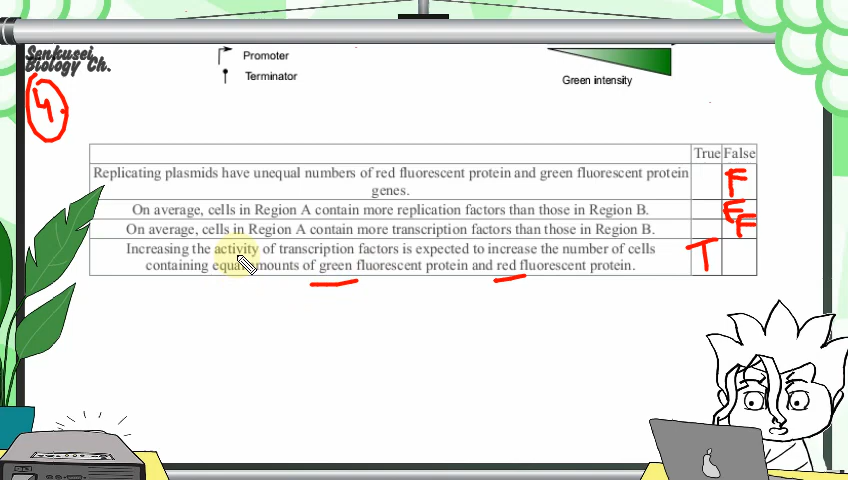 Senkusei
Biology Ch.
4.
Promoter
Terminator
Green intensity
True False
Replicating plasmids have unequal numbers of red fluorescent protein and green fluorescent protein
genes.
F
On average, cells in Region A contain more replication factors than those in Region B.
F
On average, cells in Region A contain more transcription factors than those in Region B.
F
Increasing the activity of transcription factors is expected to increase the number of cells
containing equal amounts of green fluorescent protein and red fluorescent protein.
T